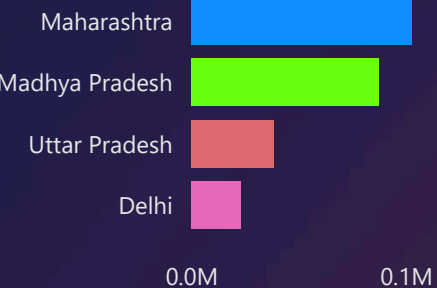 Maharashtra
Madhya Pradesh
Uttar Pradesh
Delhi
0.0M 0.1M